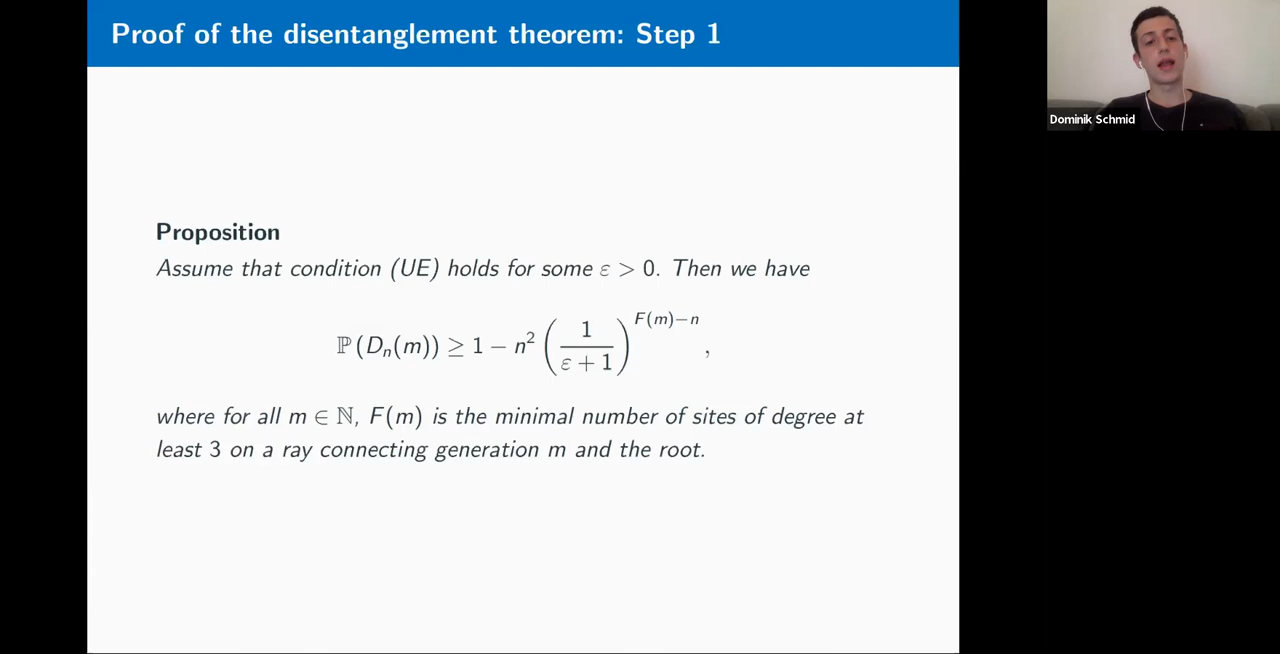 Proof of the disentanglement theorem: Step 1
Dominik Schmid
Proposition
Assume that condition (UE) holds for some ε > 0. Then we have
ℙ(Dₙ(m)) ≥ 1 − n² (1/(ε + 1))^{F(m)−n} ,
where for all m ∈ ℕ, F(m) is the minimal number of sites of degree at
least 3 on a ray connecting generation m and the root.